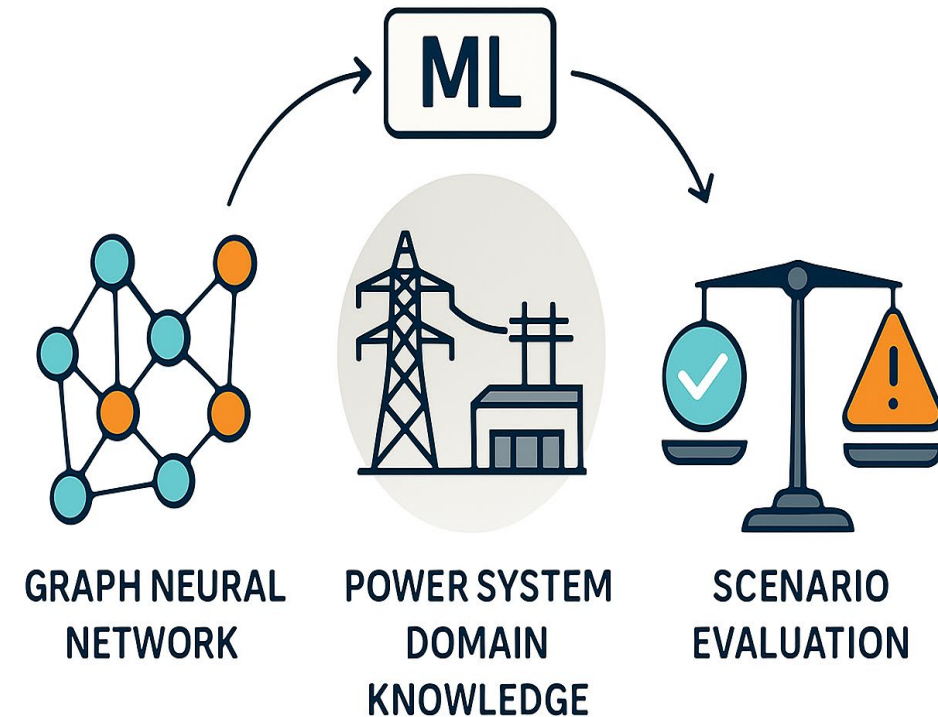 ML
GRAPH NEURAL
NETWORK
POWER SYSTEM
DOMAIN
KNOWLEDGE
SCENARIO
EVALUATION